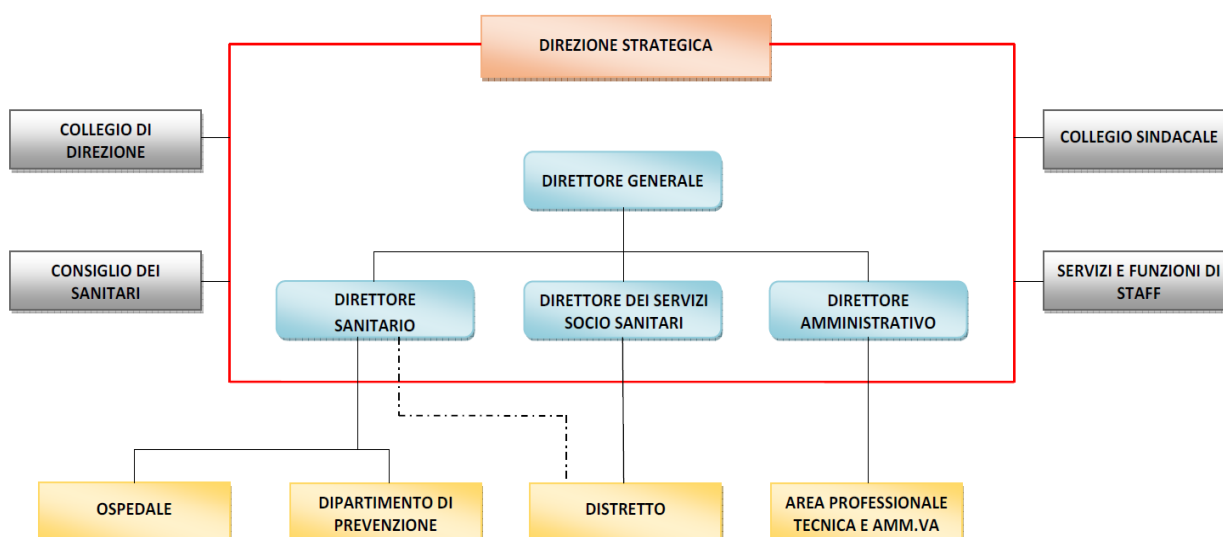 DIREZIONE STRATEGICA
COLLEGIO DI
DIREZIONE
COLLEGIO SINDACALE
DIRETTORE GENERALE
CONSIGLIO DEI
SANITARI
SERVIZI E FUNZIONI DI
STAFF
DIRETTORE
SANITARIO
DIRETTORE DEI SERVIZI
SOCIO SANITARI
DIRETTORE
AMMINISTRATIVO
OSPEDALE
DIPARTIMENTO DI
PREVENZIONE
DISTRETTO
AREA PROFESSIONALE
TECNICA E AMM.VA